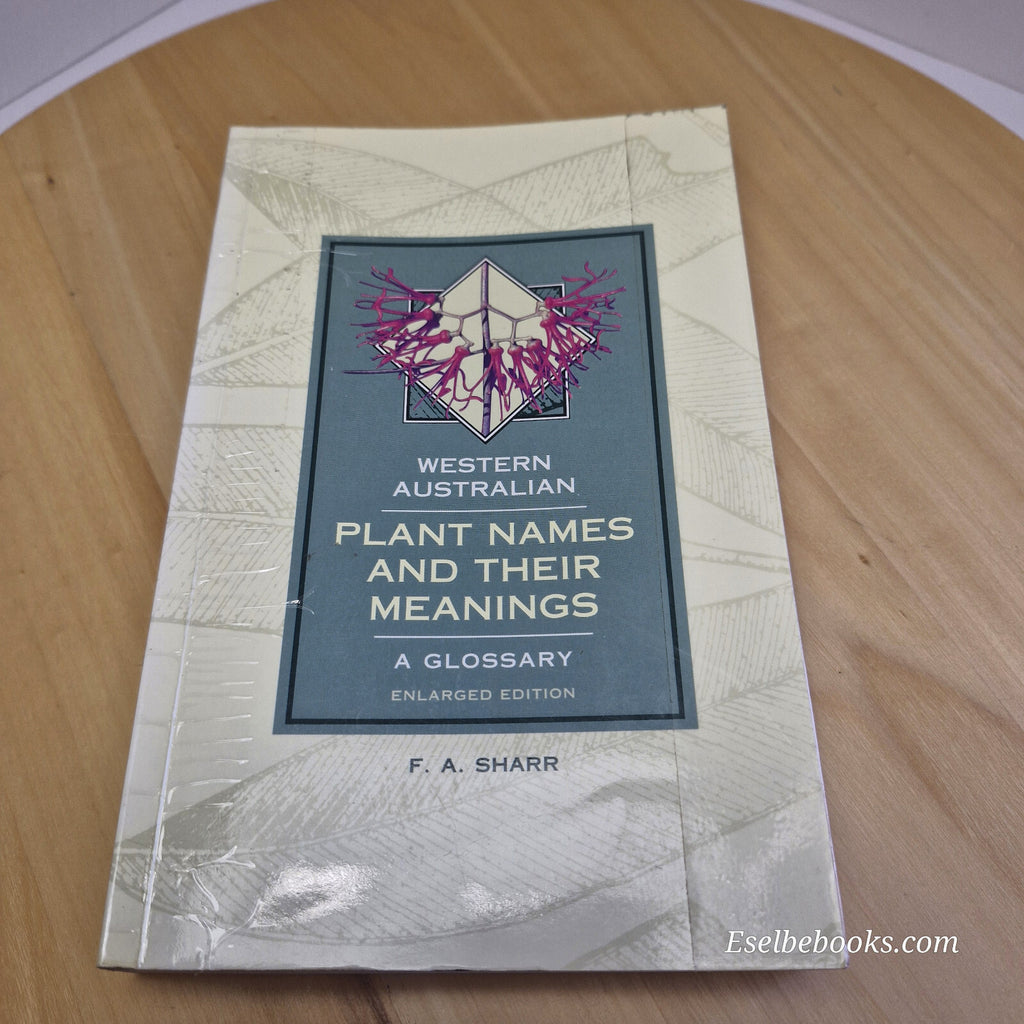 WESTERN
AUSTRALIAN
PLANT NAMES
AND THEIR
MEANINGS
A GLOSSARY
ENLARGED EDITION
F. A. SHARR
Eselbebooks.com